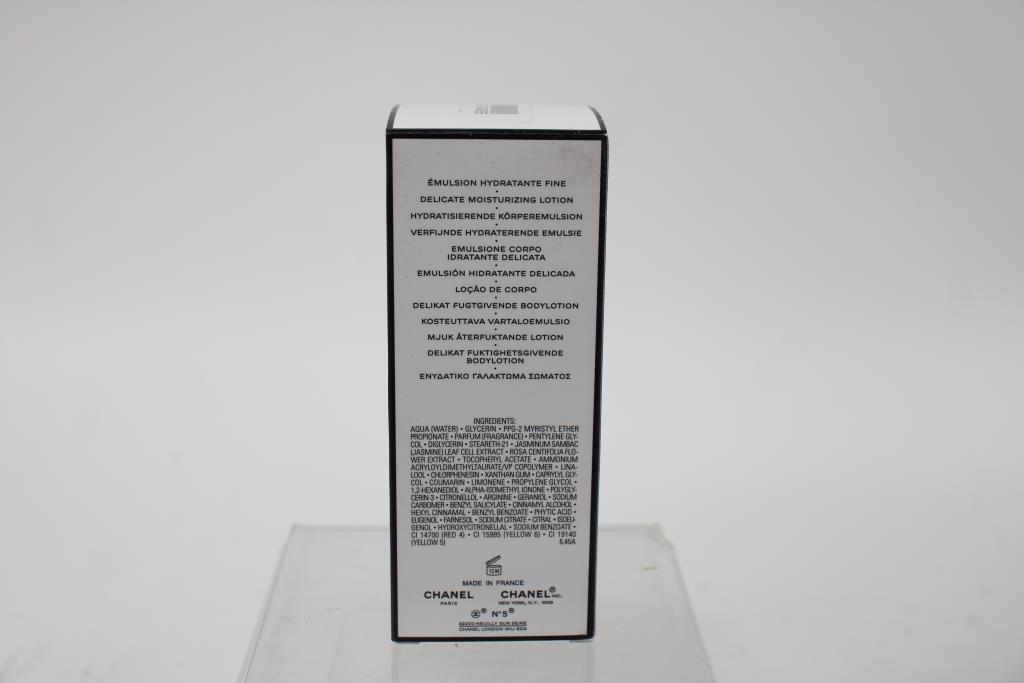 ÉMULSION HYDRATANTE FINE
•
DELICATE MOISTURIZING LOTION
•
HYDRATISIERENDE KÖRPEREMULSION
•
VERFIJNDE HYDRATERENDE EMULSIE
•
EMULSIONE CORPO
IDRATANTE DELICATA
•
EMULSIÓN HIDRATANTE DELICADA
•
LOÇÃO DE CORPO
•
DELIKAT FUGTGIVENDE BODYLOTION
•
KOSTEUTTAVA VARTALOEMULSIO
•
MJUK ÅTERFUKTANDE LOTION
•
DELIKAT FUKTIGHETSGIVENDE
BODYLOTION
•
ΕΝΥΔΑΤΙΚΟ ΓΑΛΑΚΤΩΜΑ ΣΩΜΑΤΟΣ
INGREDIENTS:
AQUA (WATER) • GLYCERIN • PPG-2 MYRISTYL ETHER
PROPIONATE • PARFUM (FRAGRANCE) • PENTYLENE GLY-
COL • DIGLYCERIN • STEARETH-21 • JASMINUM SAMBAC
(JASMINE) LEAF CELL EXTRACT • ROSA CENTIFOLIA FLO-
WER EXTRACT • TOCOPHERYL ACETATE • AMMONIUM
ACRYLOYLDIMETHYLTAURATE/VP COPOLYMER • LINA-
LOOL • CHLORPHENESIN • XANTHAN GUM • CAPRYLYL GLY-
COL • COUMARIN • LIMONENE • PROPYLENE GLYCOL •
1,2-HEXANEDIOL • ALPHA-ISOMETHYL IONONE • POLYGLY-
CERIN-3 • CITRONELLOL • ARGININE • GERANIOL • SODIUM
CARBOMER • BENZYL SALICYLATE • CINNAMYL ALCOHOL •
HEXYL CINNAMAL • BENZYL BENZOATE • PHYTIC ACID •
EUGENOL • FARNESOL • SODIUM CITRATE • CITRAL • ISOEU-
GENOL • HYDROXYCITRONELLAL • SODIUM BENZOATE •
CI 14700 (RED 4) • CI 15985 (YELLOW 6) • CI 19140
(YELLOW 5) IL45A
12M
MADE IN FRANCE
CHANEL CHANEL® INC.
PARIS NEW YORK, N.Y. 10019
® N°5®
92200 NEUILLY SUR SEINE
CHANEL LONDON W1J 6DG